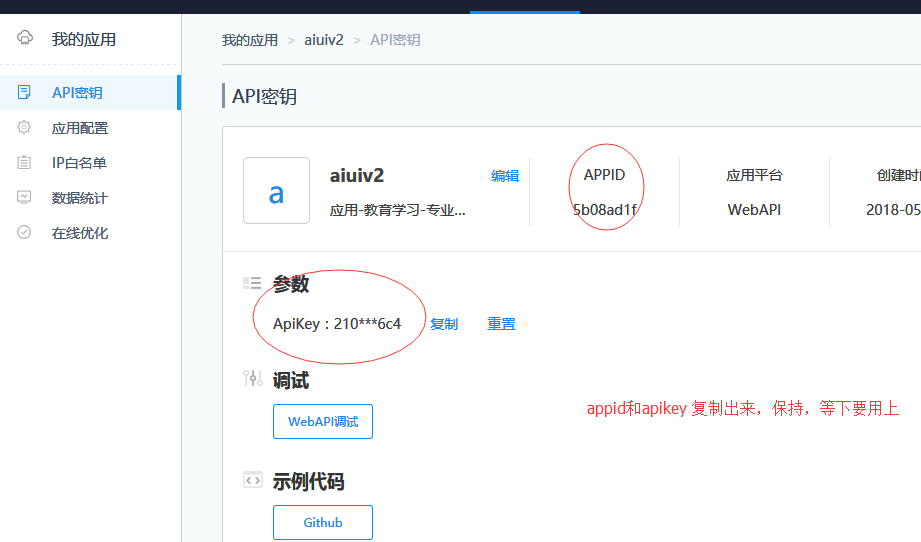 我的应用
API密钥
应用配置
IP白名单
数据统计
在线优化
我的应用 > aiuiv2 > API密钥
API密钥
a
aiuiv2 编辑
应用-教育学习-专业...
APPID
5b08ad1f
应用平台
WebAPI
创建时
2018-05
参数
ApiKey：210***6c4 复制 重置
调试
WebAPI调试
appid和apikey 复制出来，保持，等下要用上
示例代码
Github